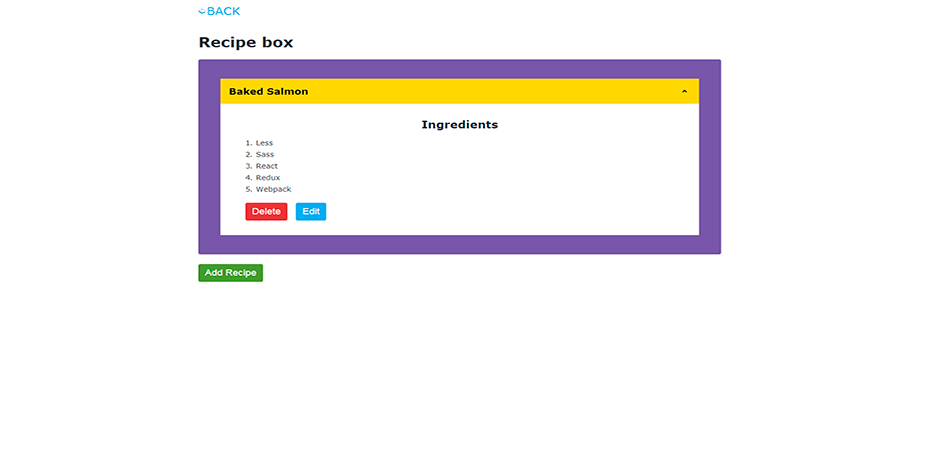 BACK
Recipe box
Baked Salmon
Ingredients
1. Less
2. Sass
3. React
4. Redux
5. Webpack
Delete Edit
Add Recipe